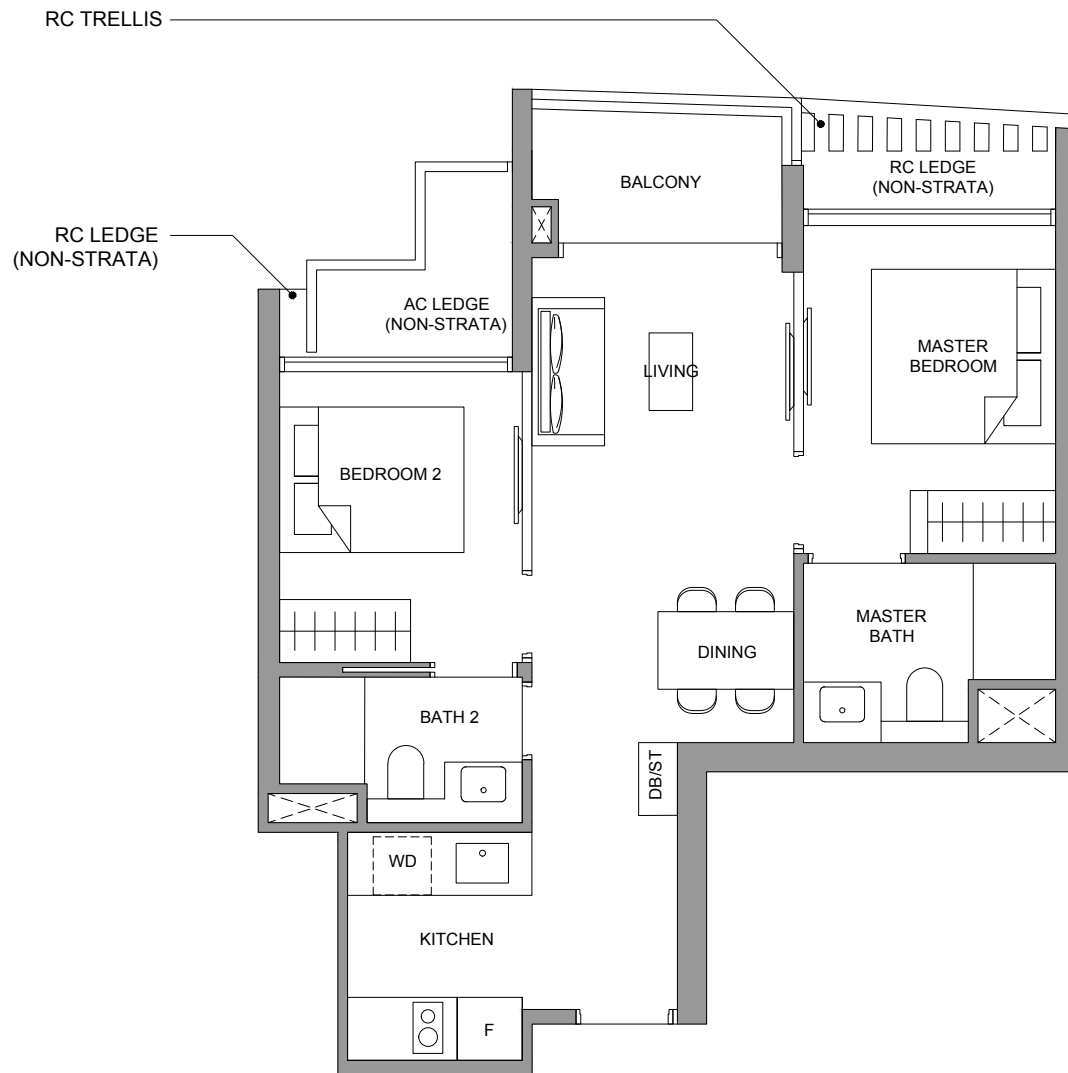 RC TRELLIS
BALCONY
RC LEDGE
(NON-STRATA)
RC LEDGE
(NON-STRATA)
AC LEDGE
(NON-STRATA)
LIVING
MASTER
BEDROOM
BEDROOM 2
MASTER
BATH
DINING
BATH 2
DB/ST
WD
KITCHEN
F